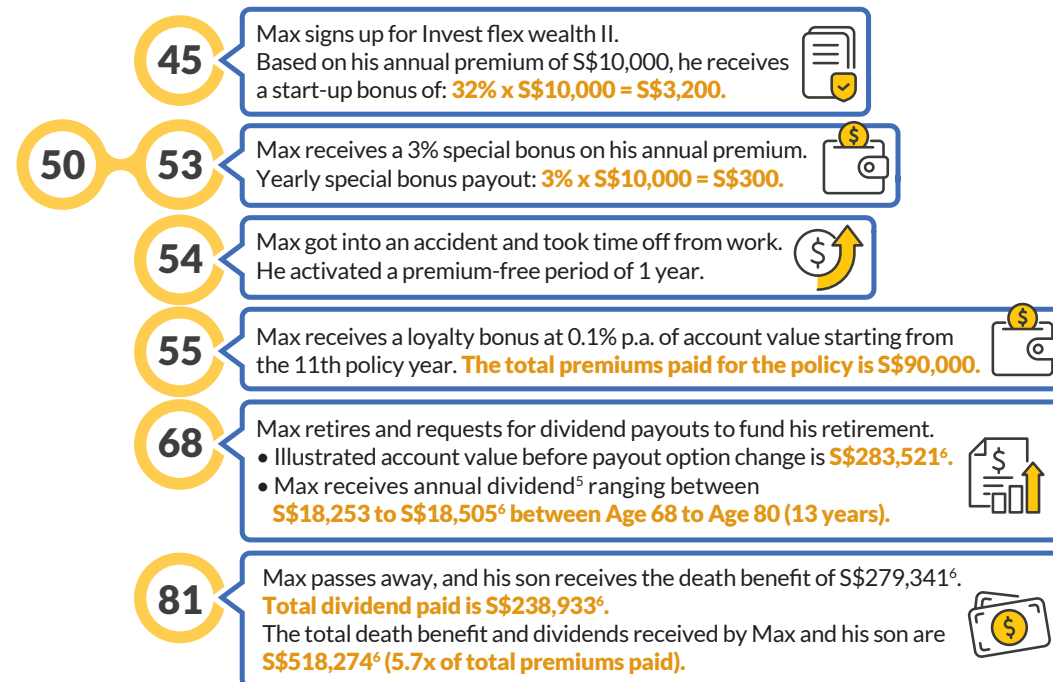 45
Max signs up for Invest flex wealth II.
Based on his annual premium of S$10,000, he receives
a start-up bonus of: 32% x S$10,000 = S$3,200.
50
53
Max receives a 3% special bonus on his annual premium.
Yearly special bonus payout: 3% x S$10,000 = S$300.
$
54
Max got into an accident and took time off from work.
He activated a premium-free period of 1 year.
$
55
Max receives a loyalty bonus at 0.1% p.a. of account value starting from
the 11th policy year. The total premiums paid for the policy is S$90,000.
$
68
Max retires and requests for dividend payouts to fund his retirement.
• Illustrated account value before payout option change is S$283,521⁶.
• Max receives annual dividend⁵ ranging between
S$18,253 to S$18,505⁶ between Age 68 to Age 80 (13 years).
$
81
Max passes away, and his son receives the death benefit of S$279,341⁶.
Total dividend paid is S$238,933⁶.
The total death benefit and dividends received by Max and his son are
S$518,274⁶ (5.7x of total premiums paid).
$